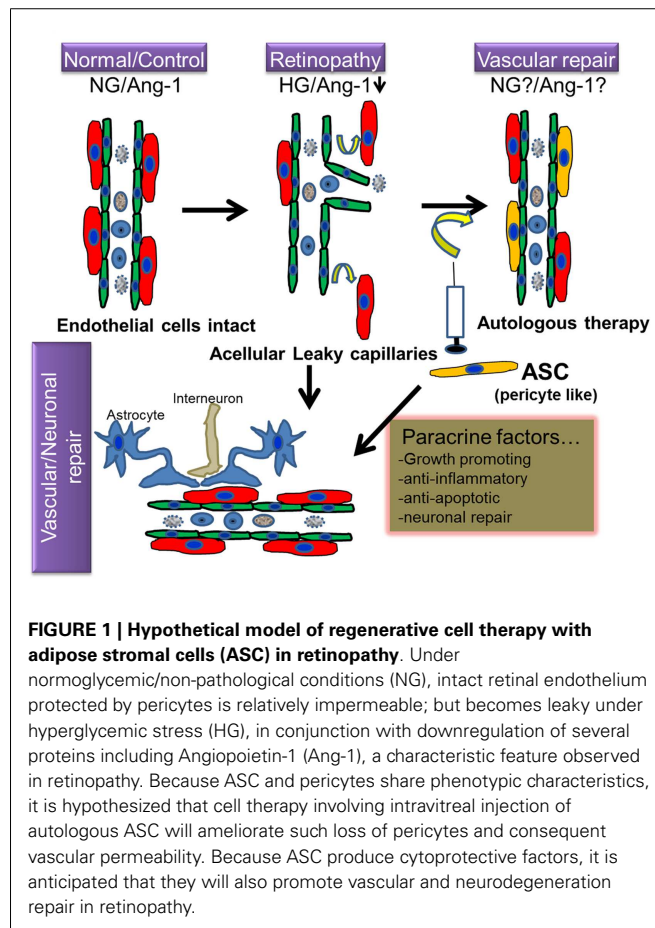 Normal/Control
NG/Ang-1
Retinopathy
HG/Ang-1
Vascular repair
NG?/Ang-1?
Endothelial cells intact
Acellular Leaky capillaries
Autologous therapy
ASC
(pericyte like)
Vascular/Neuronal
repair
Astrocyte
Interneuron
Paracrine factors...
-Growth promoting
-anti-inflammatory
-anti-apoptotic
-neuronal repair
FIGURE 1 | Hypothetical model of regenerative cell therapy with
adipose stromal cells (ASC) in retinopathy. Under
normoglycemic/non-pathological conditions (NG), intact retinal endothelium
protected by pericytes is relatively impermeable; but becomes leaky under
hyperglycemic stress (HG), in conjunction with downregulation of several
proteins including Angiopoietin-1 (Ang-1), a characteristic feature observed
in retinopathy. Because ASC and pericytes share phenotypic characteristics,
it is hypothesized that cell therapy involving intravitreal injection of
autologous ASC will ameliorate such loss of pericytes and consequent
vascular permeability. Because ASC produce cytoprotective factors, it is
anticipated that they will also promote vascular and neurodegeneration
repair in retinopathy.